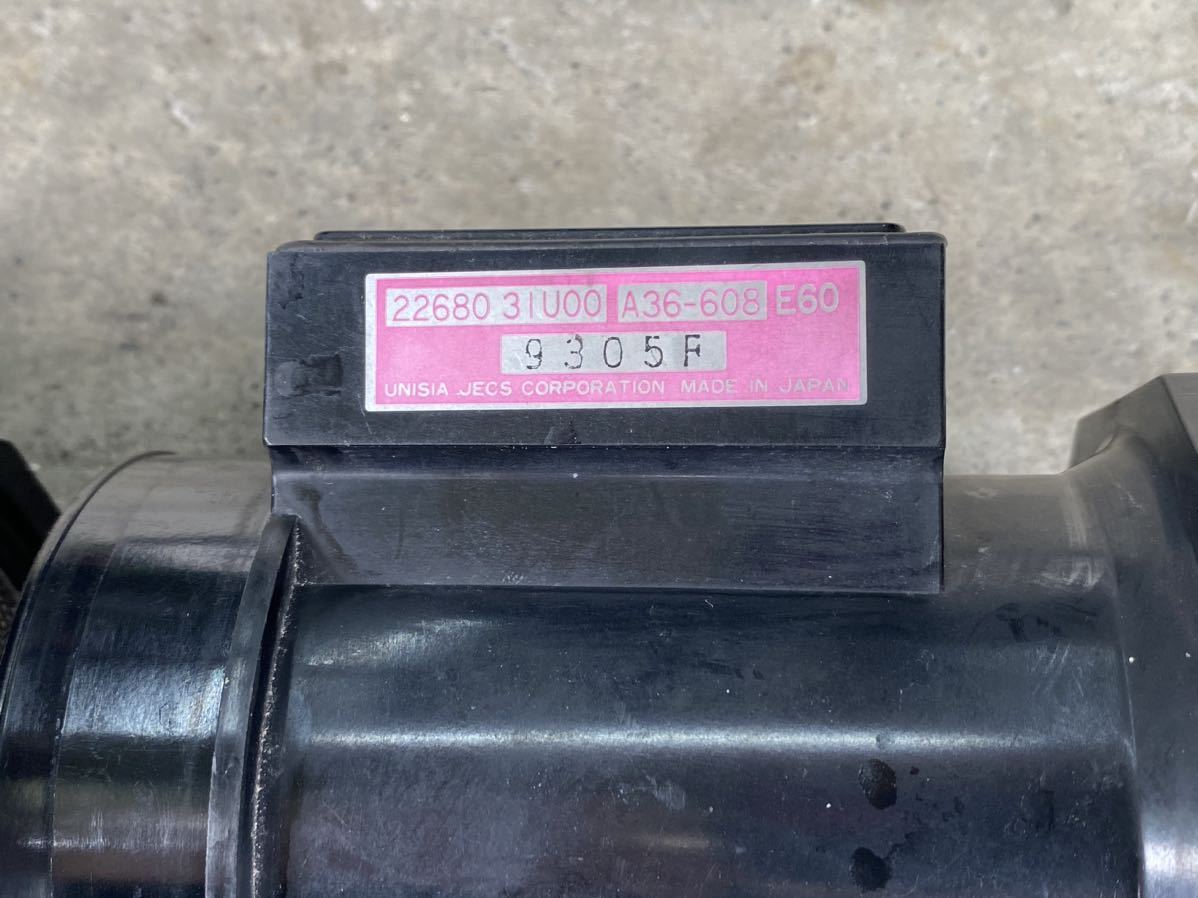 22680 31U00 A36-608 E60
9305F
UNISIA JECS CORPORATION MADE IN JAPAN